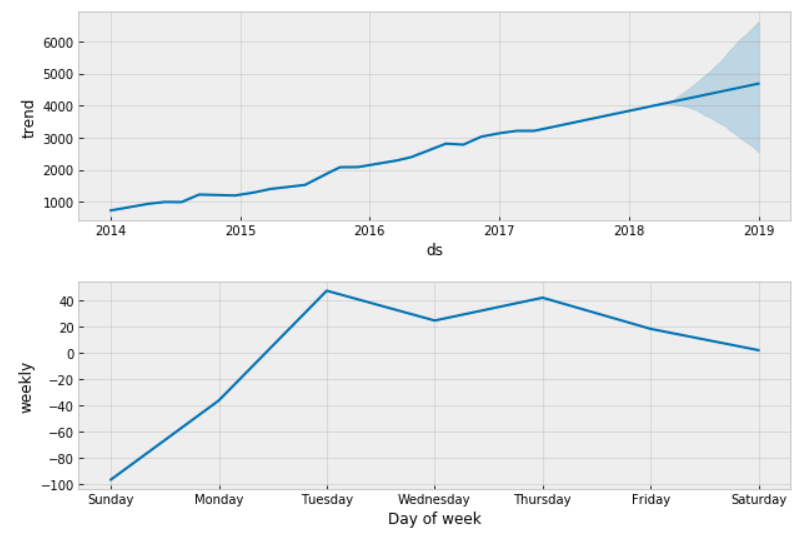 6000
5000
4000
3000
2000
1000
trend
2014 2015 2016 2017 2018 2019
ds
40
20
0
−20
−40
−60
−80
−100
weekly
Sunday Monday Tuesday Wednesday Thursday Friday Saturday
Day of week